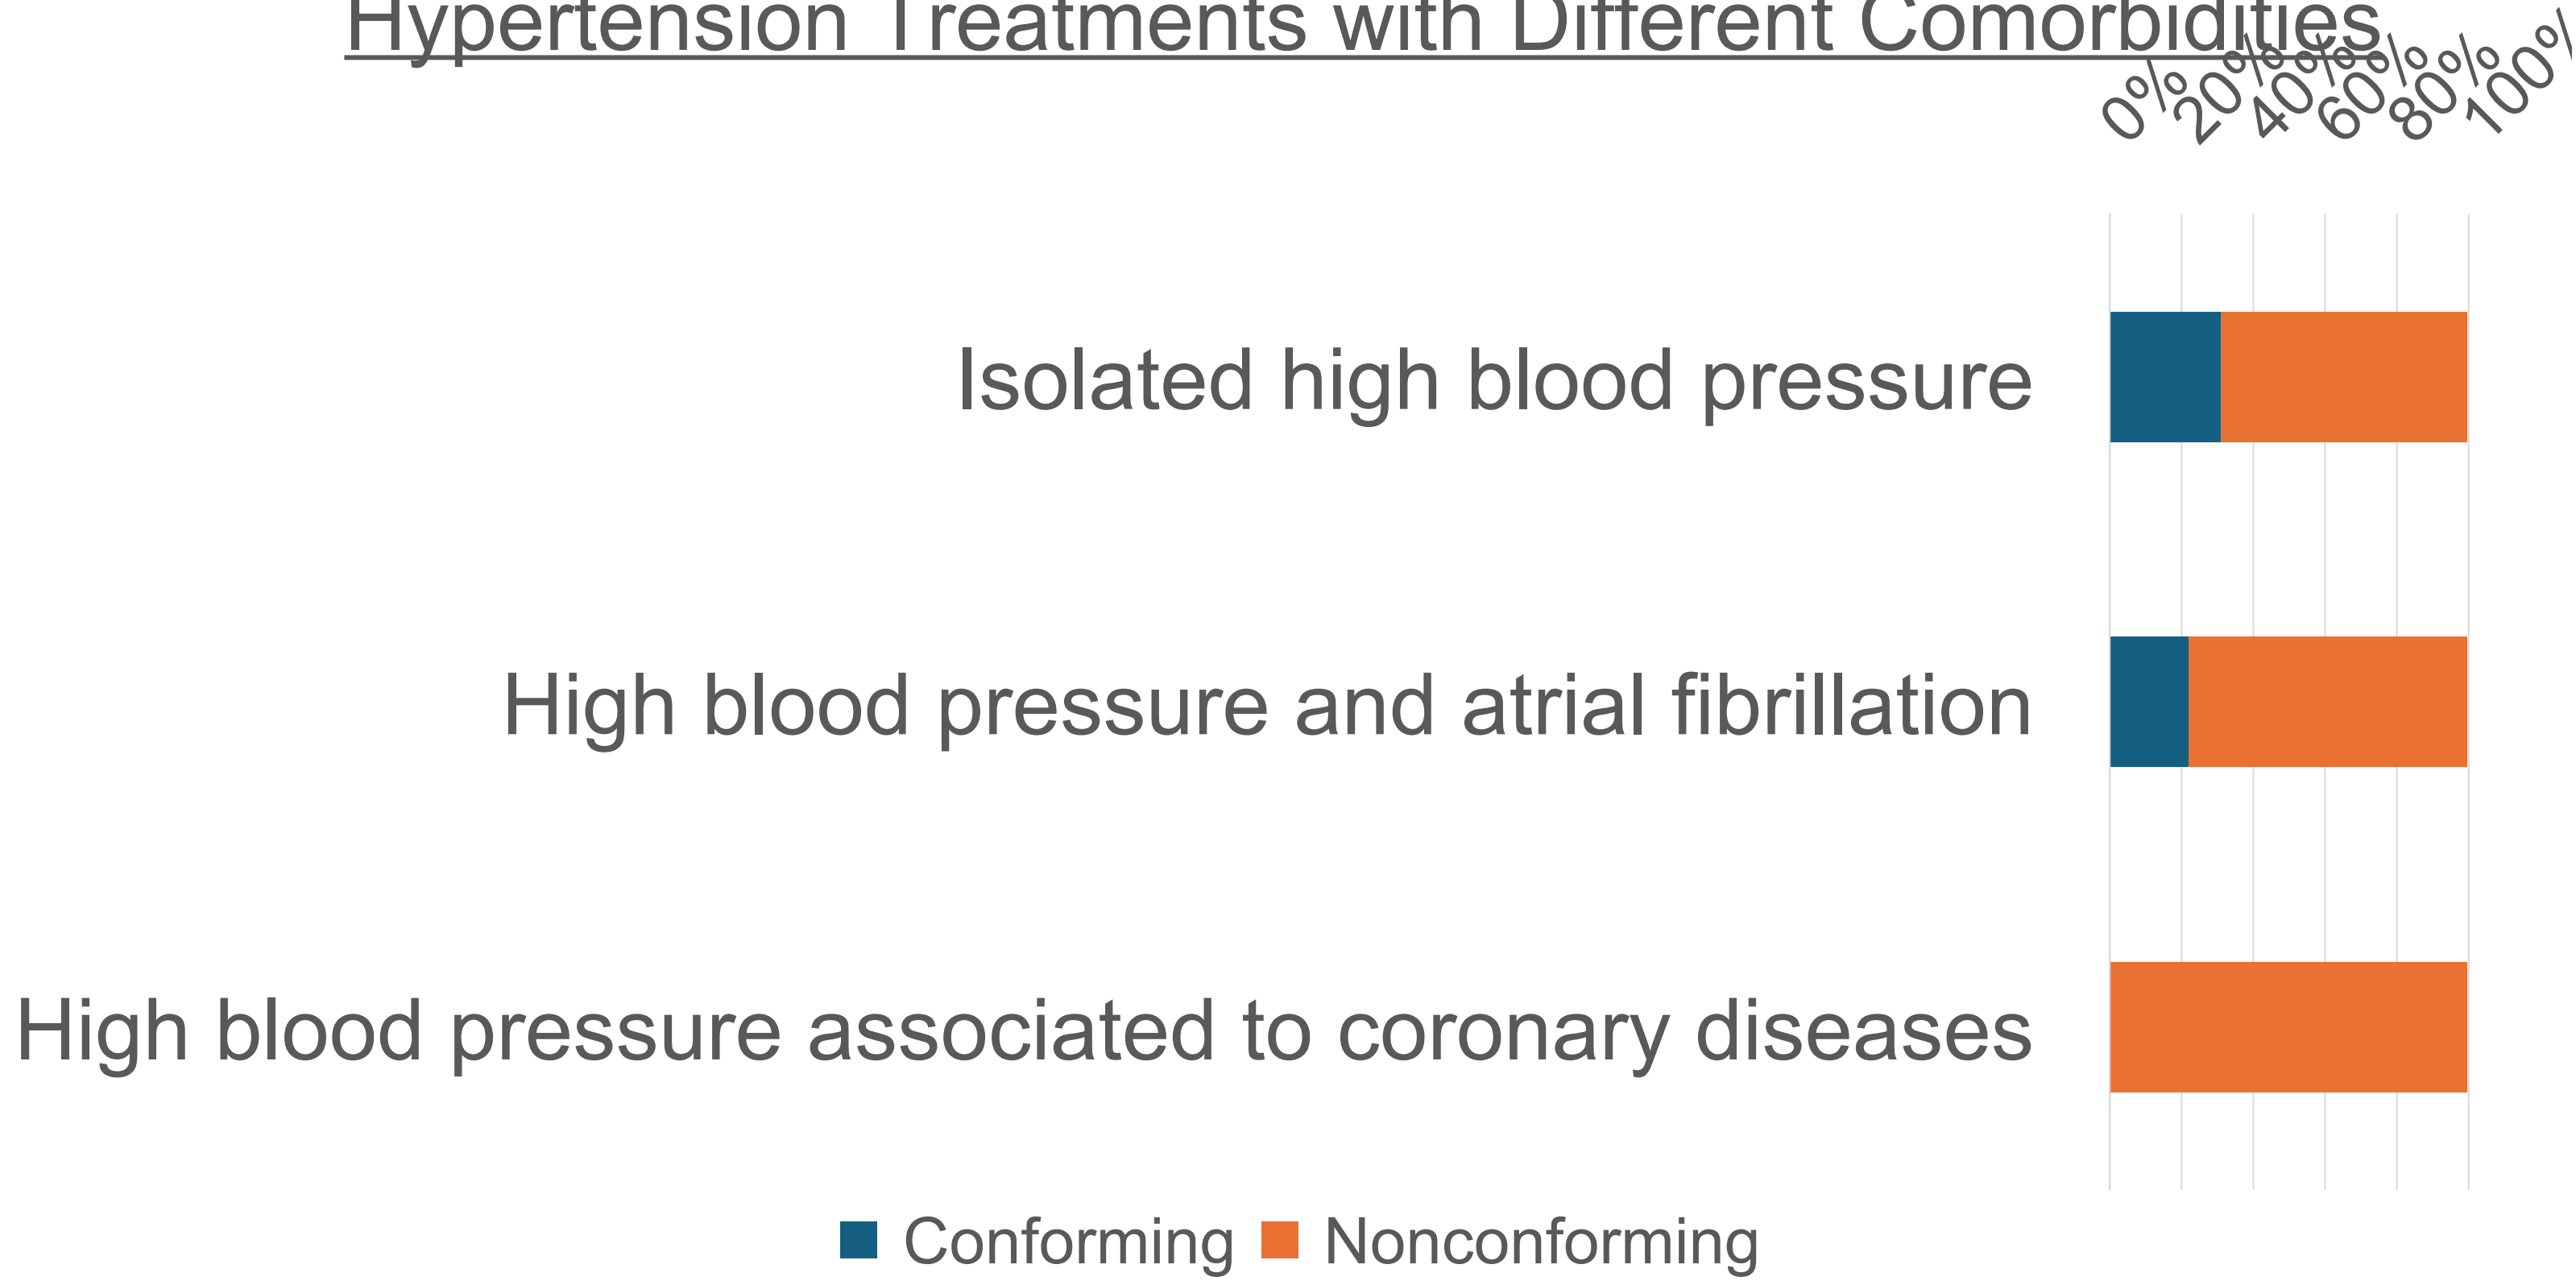 Hypertension Treatments with Different Comorbidities
0% 20% 40% 60% 80% 100%
Isolated high blood pressure
High blood pressure and atrial fibrillation
High blood pressure associated to coronary diseases
Conforming Nonconforming